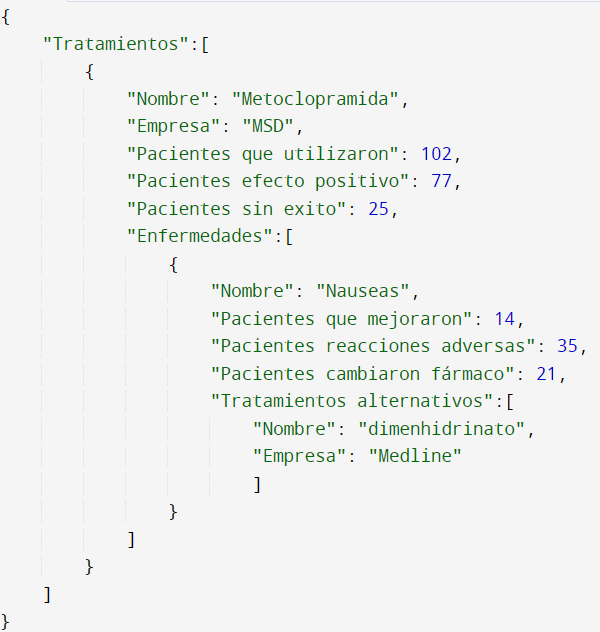 {
"Tratamientos":[
{
"Nombre": "Metoclopramida",
"Empresa": "MSD",
"Pacientes que utilizaron": 102,
"Pacientes efecto positivo": 77,
"Pacientes sin exito": 25,
"Enfermedades":[
{
"Nombre": "Nauseas",
"Pacientes que mejoraron": 14,
"Pacientes reacciones adversas": 35,
"Pacientes cambiaron fármaco": 21,
"Tratamientos alternativos":[
"Nombre": "dimenhidrinato",
"Empresa": "Medline"
]
}
]
}
]
}